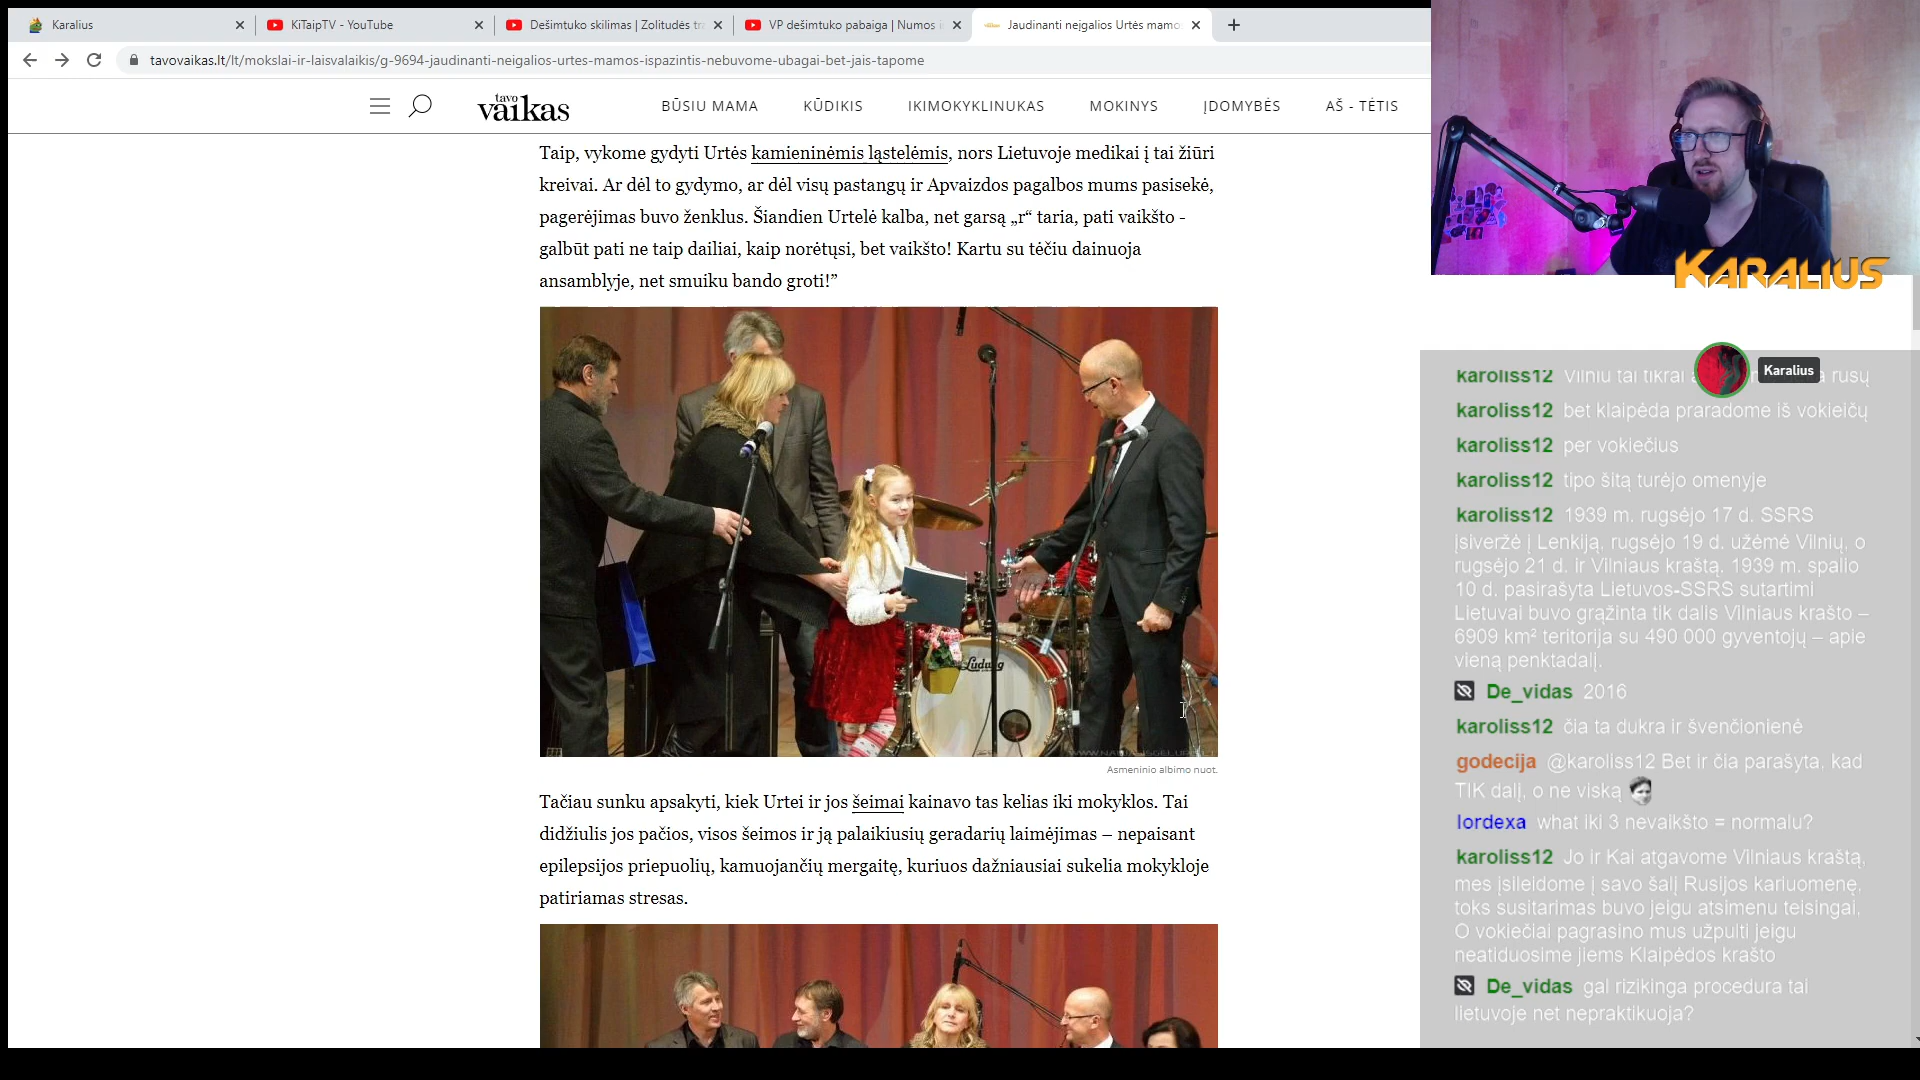 Karalius
KiTaipTV - YouTube
Dešimtuko skilimas | Zolitudės tr
VP dešimtuko pabaiga | Numos i
Jaudinanti neįgalios Urtės mamo
tavovaikas.lt/lt/mokslai-ir-laisvalaikis/g-9694-jaudinanti-neigalios-urtes-mamos-ispazintis-nebuvome-ubagai-bet-jais-tapome
tavo
vaikas
BŪSIU MAMA
KŪDIKIS
IKIMOKYKLINUKAS
MOKINYS
ĮDOMYBĖS
AŠ - TĖTIS
Taip, vykome gydyti Urtės kamieninėmis ląstelėmis, nors Lietuvoje medikai į tai žiūri
kreivai. Ar dėl to gydymo, ar dėl visų pastangų ir Apvaizdos pagalbos mums pasisekė,
pagerėjimas buvo ženklus. Šiandien Urtelė kalba, net garsą „r“ taria, pati vaikšto -
galbūt pati ne taip dailiai, kaip norėtųsi, bet vaikšto! Kartu su tėčiu dainuoja
ansamblyje, net smuiku bando groti!”
Ludwig
Asmeninio albimo nuot.
Tačiau sunku apsakyti, kiek Urtei ir jos šeimai kainavo tas kelias iki mokyklos. Tai
didžiulis jos pačios, visos šeimos ir ją palaikiusių geradarių laimėjimas – nepaisant
epilepsijos priepuolių, kamuojančių mergaitę, kuriuos dažniausiai sukelia mokykloje
patiriamas stresas.
KARALIUS
Karalius
karoliss12 Vilniu tai tikrai rusų
karoliss12 bet klaipėda praradome iš vokieičų
karoliss12 per vokiečius
karoliss12 tipo šitą turėjo omenyje
karoliss12 1939 m. rugsėjo 17 d. SSRS
įsiveržė į Lenkiją, rugsėjo 19 d. užėmė Vilnių, o
rugsėjo 21 d. ir Vilniaus kraštą. 1939 m. spalio
10 d. pasirašyta Lietuvos-SSRS sutartimi
Lietuvai buvo grąžinta tik dalis Vilniaus krašto –
6909 km² teritorija su 490 000 gyventojų – apie
vieną penktadalį.
De_vidas 2016
karoliss12 čia ta dukra ir švenčionienė
godecija @karoliss12 Bet ir čia parašyta, kad
TIK dalį, o ne viską
lordexa what iki 3 nevaikšto = normalu?
karoliss12 Jo ir Kai atgavome Vilniaus kraštą,
mes įsileidome į savo šalį Rusijos kariuomenę,
toks susitarimas buvo jeigu atsimenu teisingai.
O vokiečiai pagrasino mus užpulti jeigu
neatiduosime jiems Klaipėdos krašto
De_vidas gal rizikinga procedura tai
lietuvoje net nepraktikuoja?